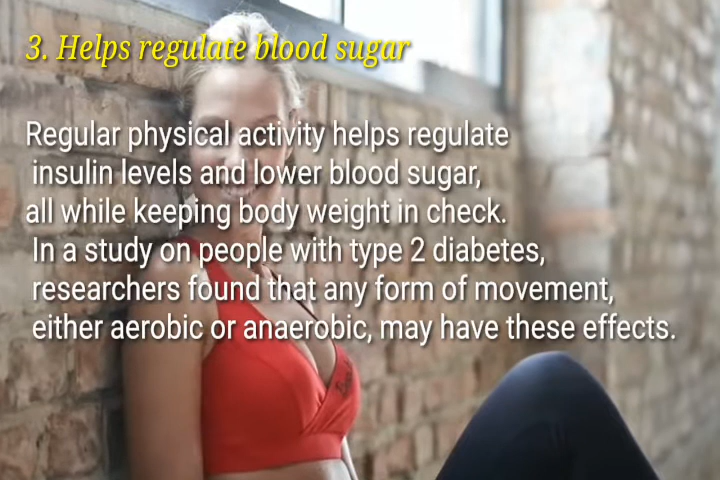 3. Helps regulate blood sugar
Regular physical activity helps regulate
insulin levels and lower blood sugar,
all while keeping body weight in check.
In a study on people with type 2 diabetes,
researchers found that any form of movement,
either aerobic or anaerobic, may have these effects.